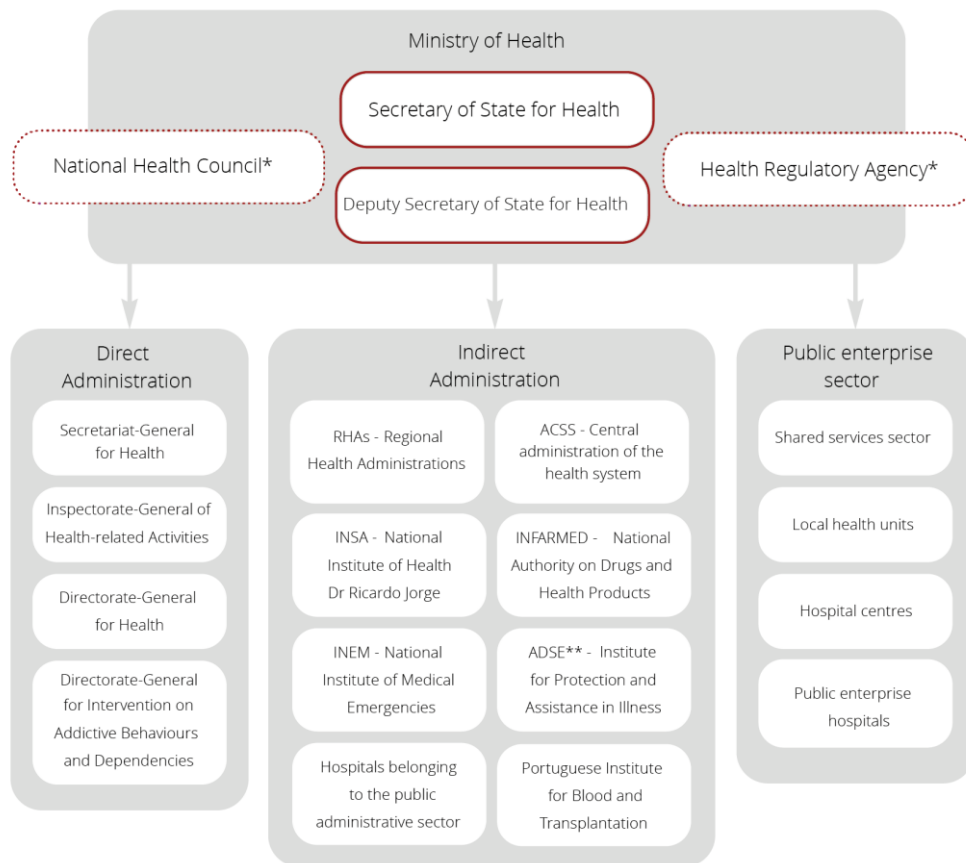 Ministry of Health
Secretary of State for Health
National Health Council*
Health Regulatory Agency*
Deputy Secretary of State for Health
Direct
Administration
Secretariat-General
for Health
Inspectorate-General of
Health-related Activities
Directorate-General
for Health
Directorate-General
for Intervention on
Addictive Behaviours
and Dependencies
Indirect
Administration
RHAs - Regional
Health Administrations
ACSS - Central
administration of the
health system
INSA - National
Institute of Health
Dr Ricardo Jorge
INFARMED - National
Authority on Drugs and
Health Products
INEM - National
Institute of Medical
Emergencies
ADSE** - Institute
for Protection and
Assistance in Illness
Hospitals belonging
to the public
administrative sector
Portuguese Institute
for Blood and
Transplantation
Public enterprise
sector
Shared services sector
Local health units
Hospital centres
Public enterprise
hospitals